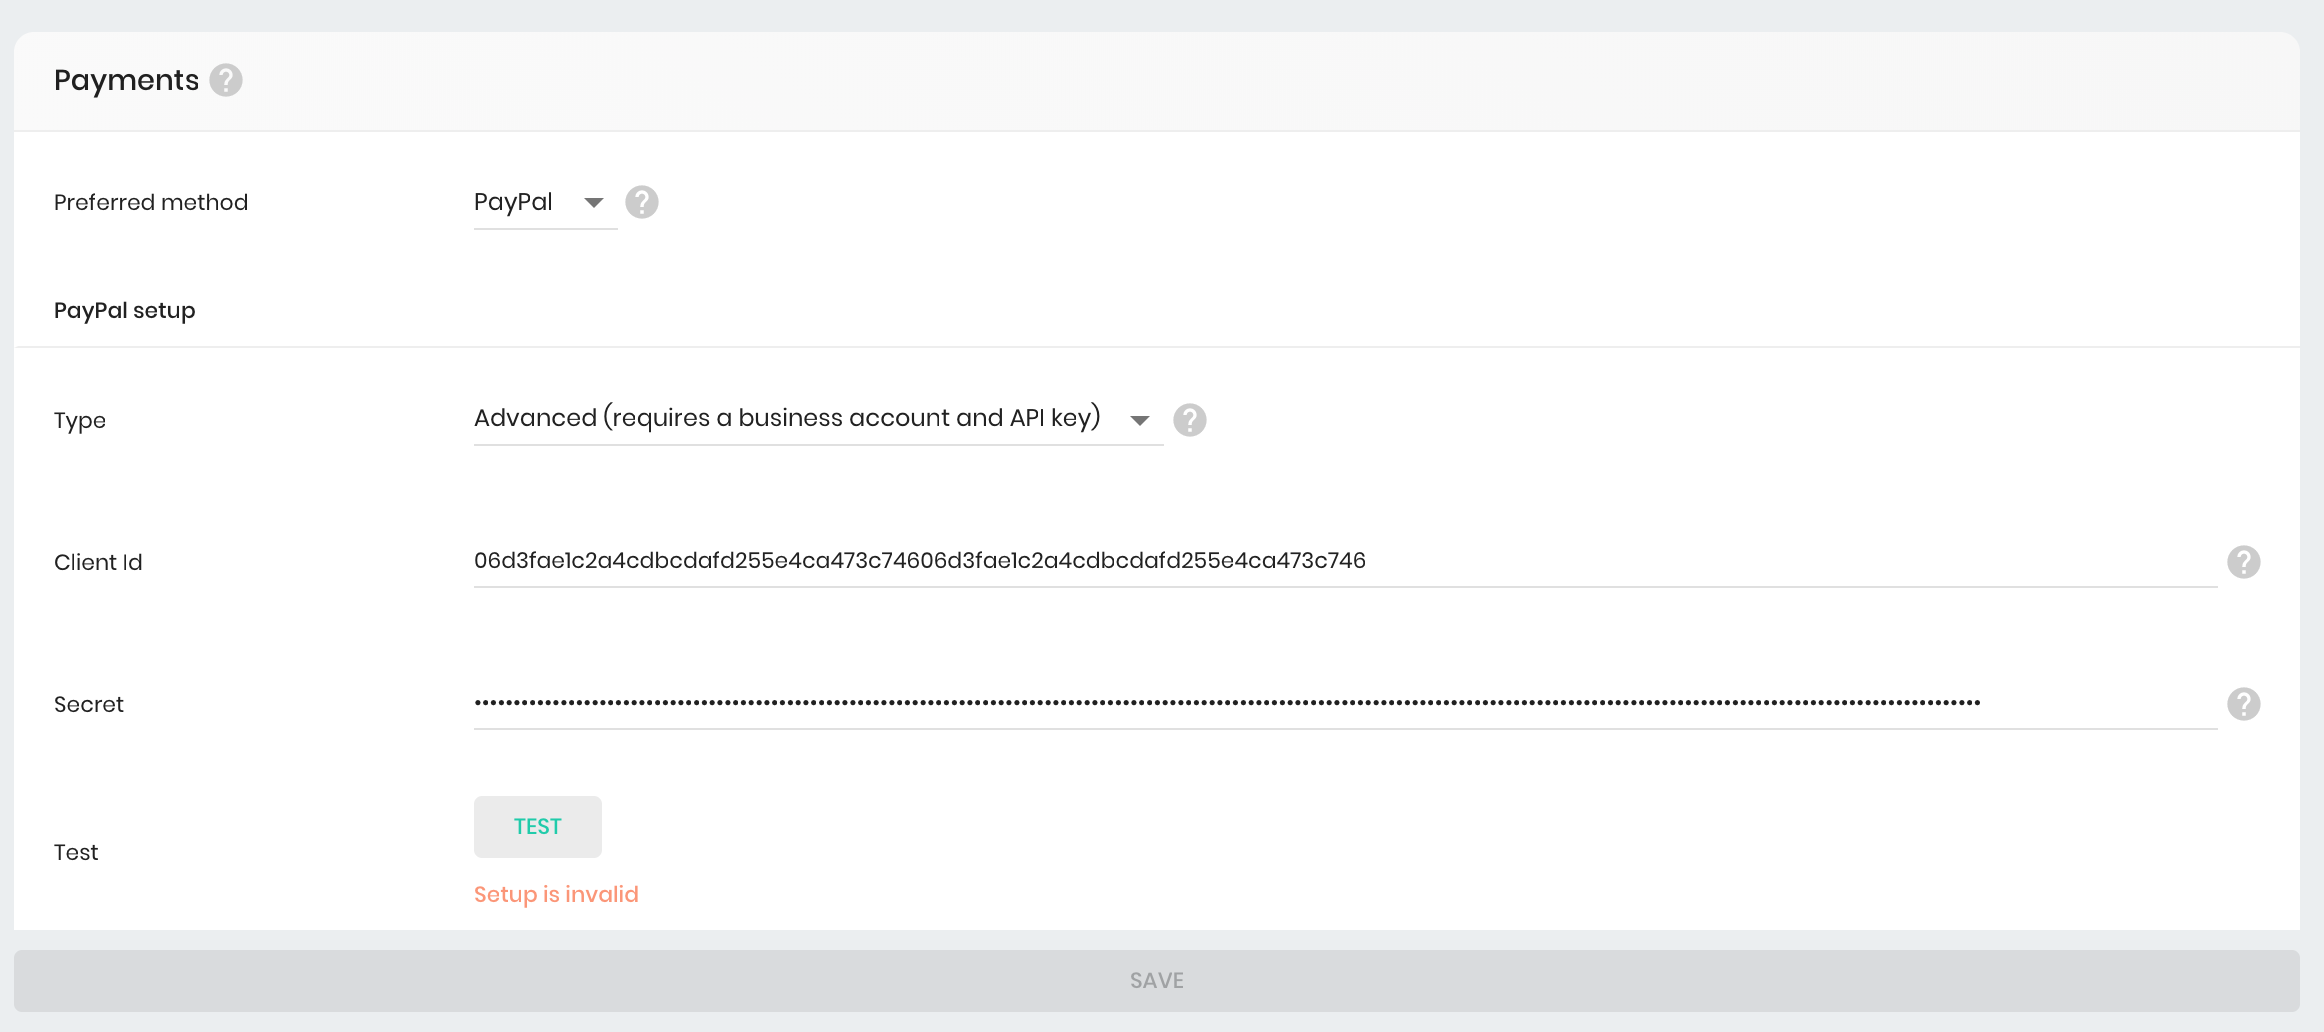 Payments ?
Preferred method PayPal ?
PayPal setup
Type Advanced (requires a business account and API key) ?
Client Id 06d3fae1c2a4cdbcdafd255e4ca473c74606d3fae1c2a4cdbcdafd255e4ca473c746 ?
Secret ?
TEST
Test
Setup is invalid
SAVE